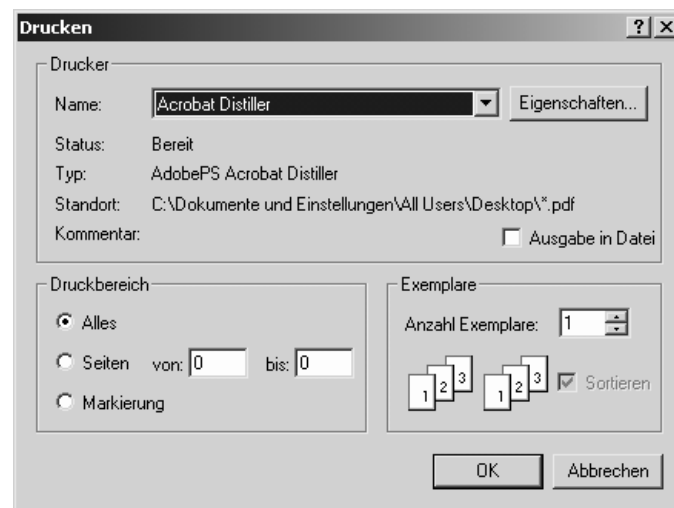 Drucken
Drucker
Name: Acrobat Distiller Eigenschaften...
Status: Bereit
Typ: AdobePS Acrobat Distiller
Standort: C:\Dokumente und Einstellungen\All Users\Desktop\*.pdf
Kommentar: Ausgabe in Datei
Druckbereich
Alles
Seiten von: 0 bis: 0
Markierung
Exemplare
Anzahl Exemplare: 1
1 2 3 1 2 3 Sortieren
OK Abbrechen